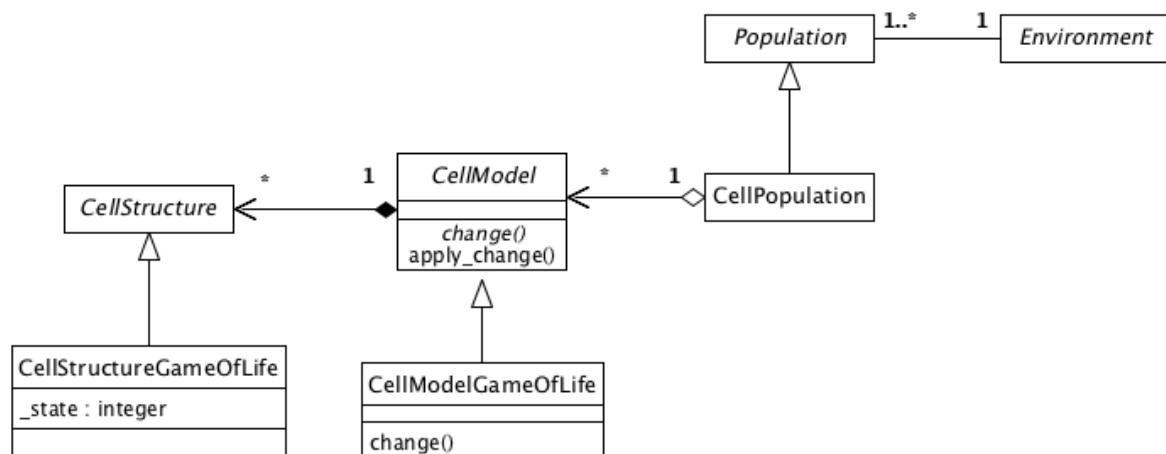 Population
1..*
1
Environment
CellStructure
*
1
CellModel
change()
apply_change()
*
1
CellPopulation
CellStructureGameOfLife
_state : integer
CellModelGameOfLife
change()